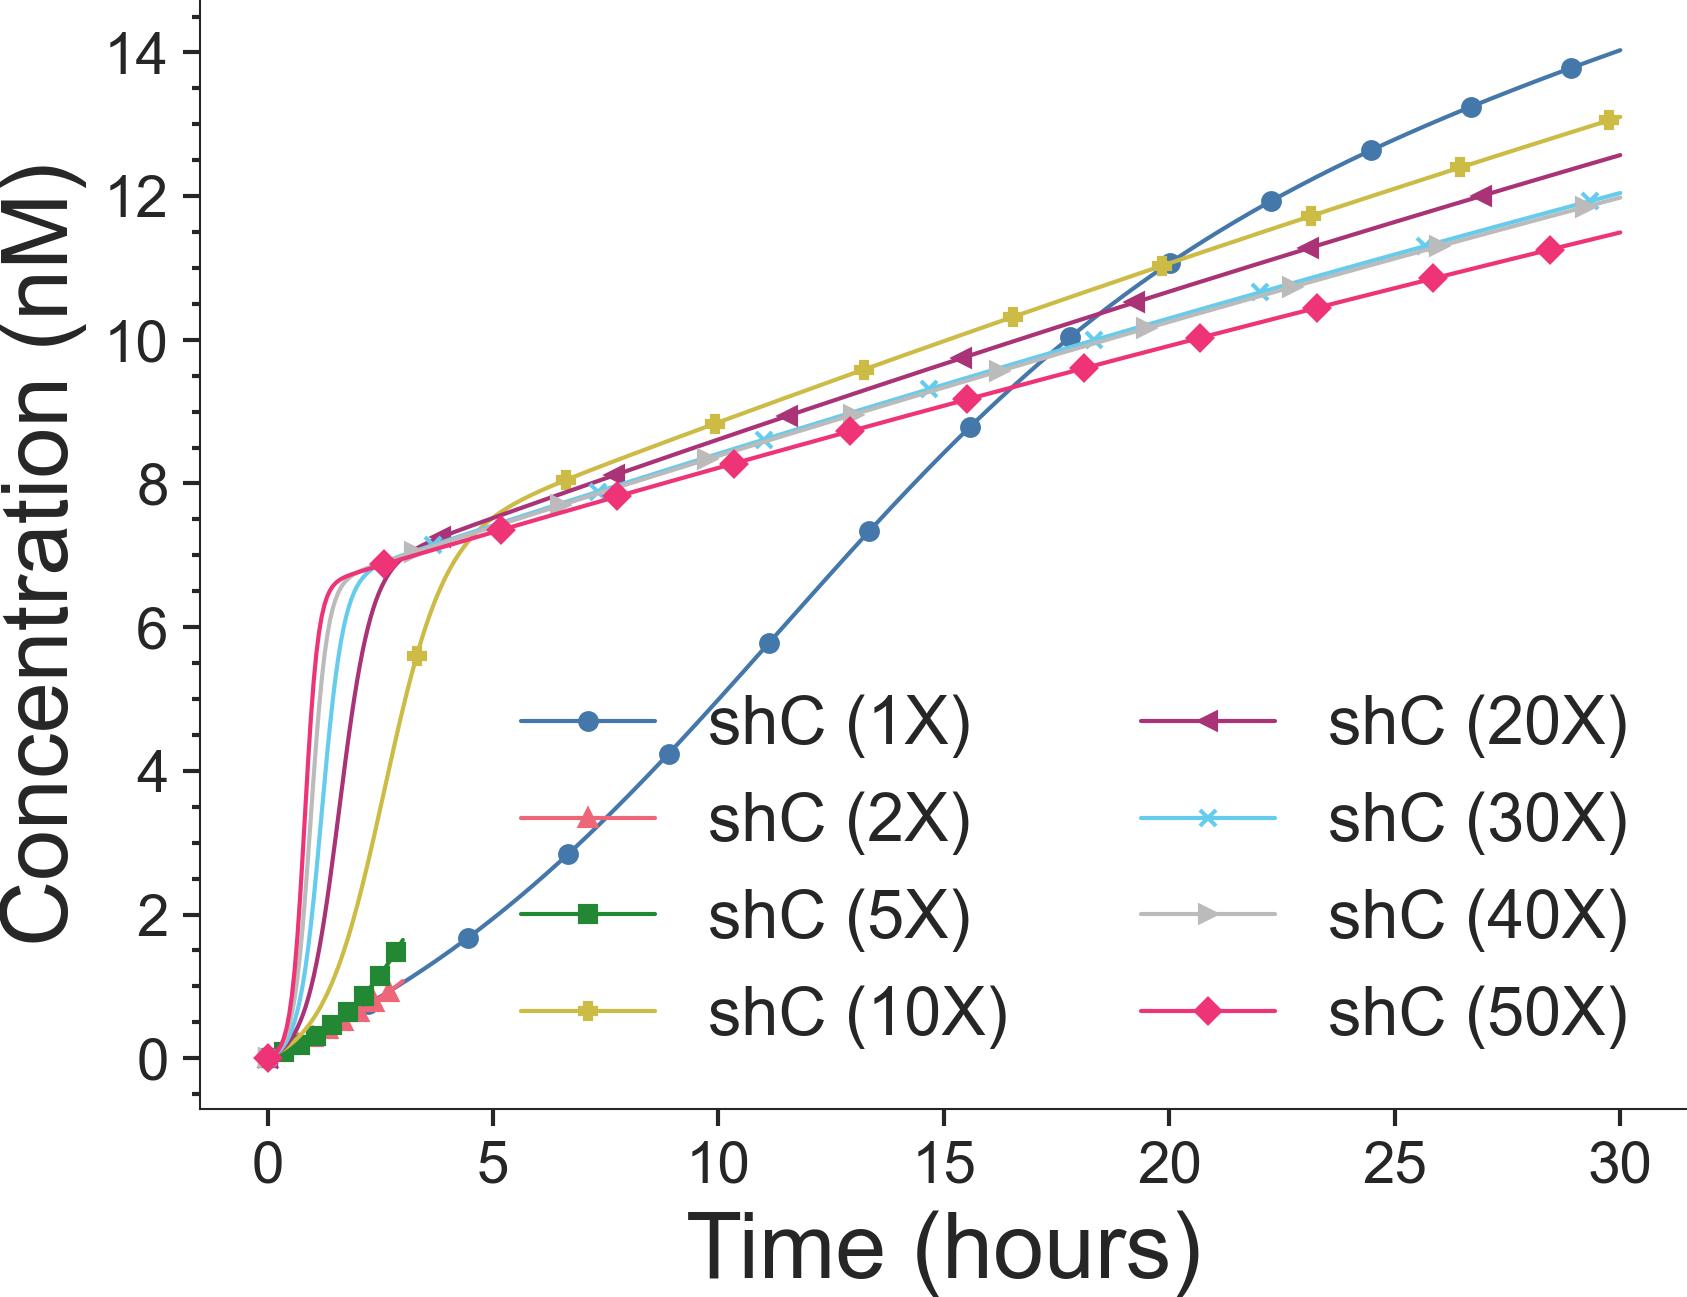 Concentration (nM)
14
12
10
8
6
4
2
0
shC (1X)
shC (2X)
shC (5X)
shC (10X)
shC (20X)
shC (30X)
shC (40X)
shC (50X)
0 5 10 15 20 25 30
Time (hours)